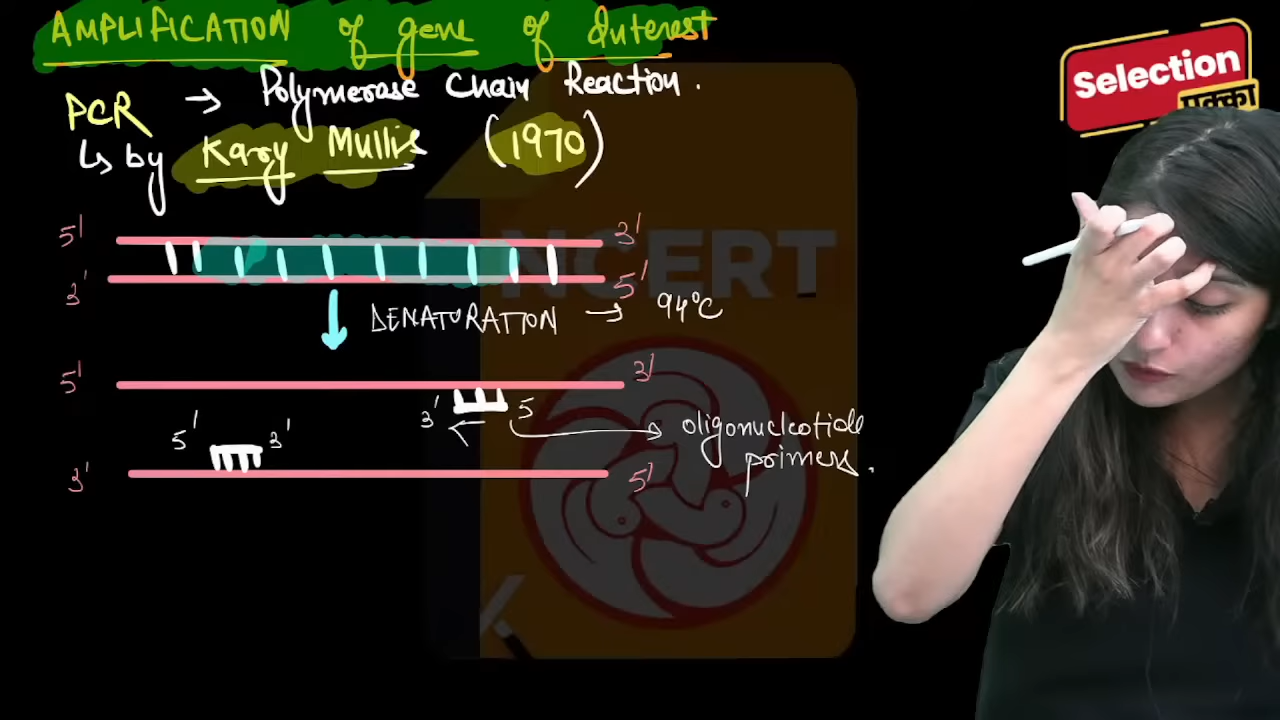 AMPLIFICATION of gene of Interest
PCR → Polymerase Chain Reaction.
↳ by Kary Mullis (1970)
5' 3'
3' 5'
DENATURATION → 94°C
5' 3'
3' 5 → oligonucleotide
primers.
5' 3'
3' 5'
NCERT
Selection
पक्का